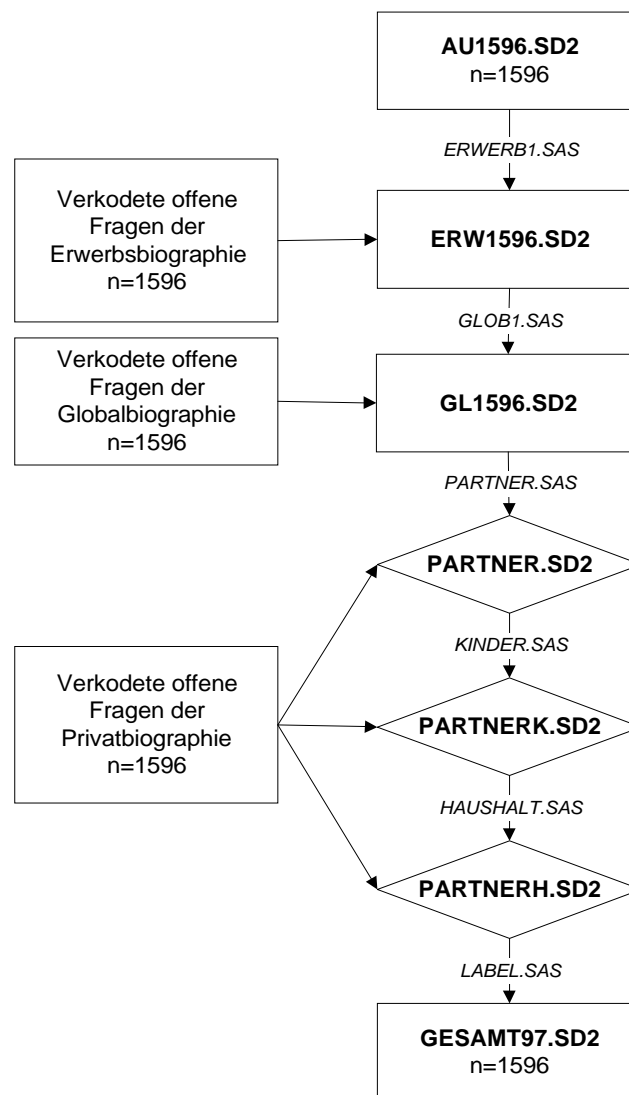 AU1596.SD2
n=1596
ERWERB1.SAS
Verkodete offene
Fragen der
Erwerbsbiographie
n=1596
ERW1596.SD2
GLOB1.SAS
Verkodete offene
Fragen der
Globalbiographie
n=1596
GL1596.SD2
PARTNER.SAS
PARTNER.SD2
KINDER.SAS
Verkodete offene
Fragen der
Privatbiographie
n=1596
PARTNERK.SD2
HAUSHALT.SAS
PARTNERH.SD2
LABEL.SAS
GESAMT97.SD2
n=1596